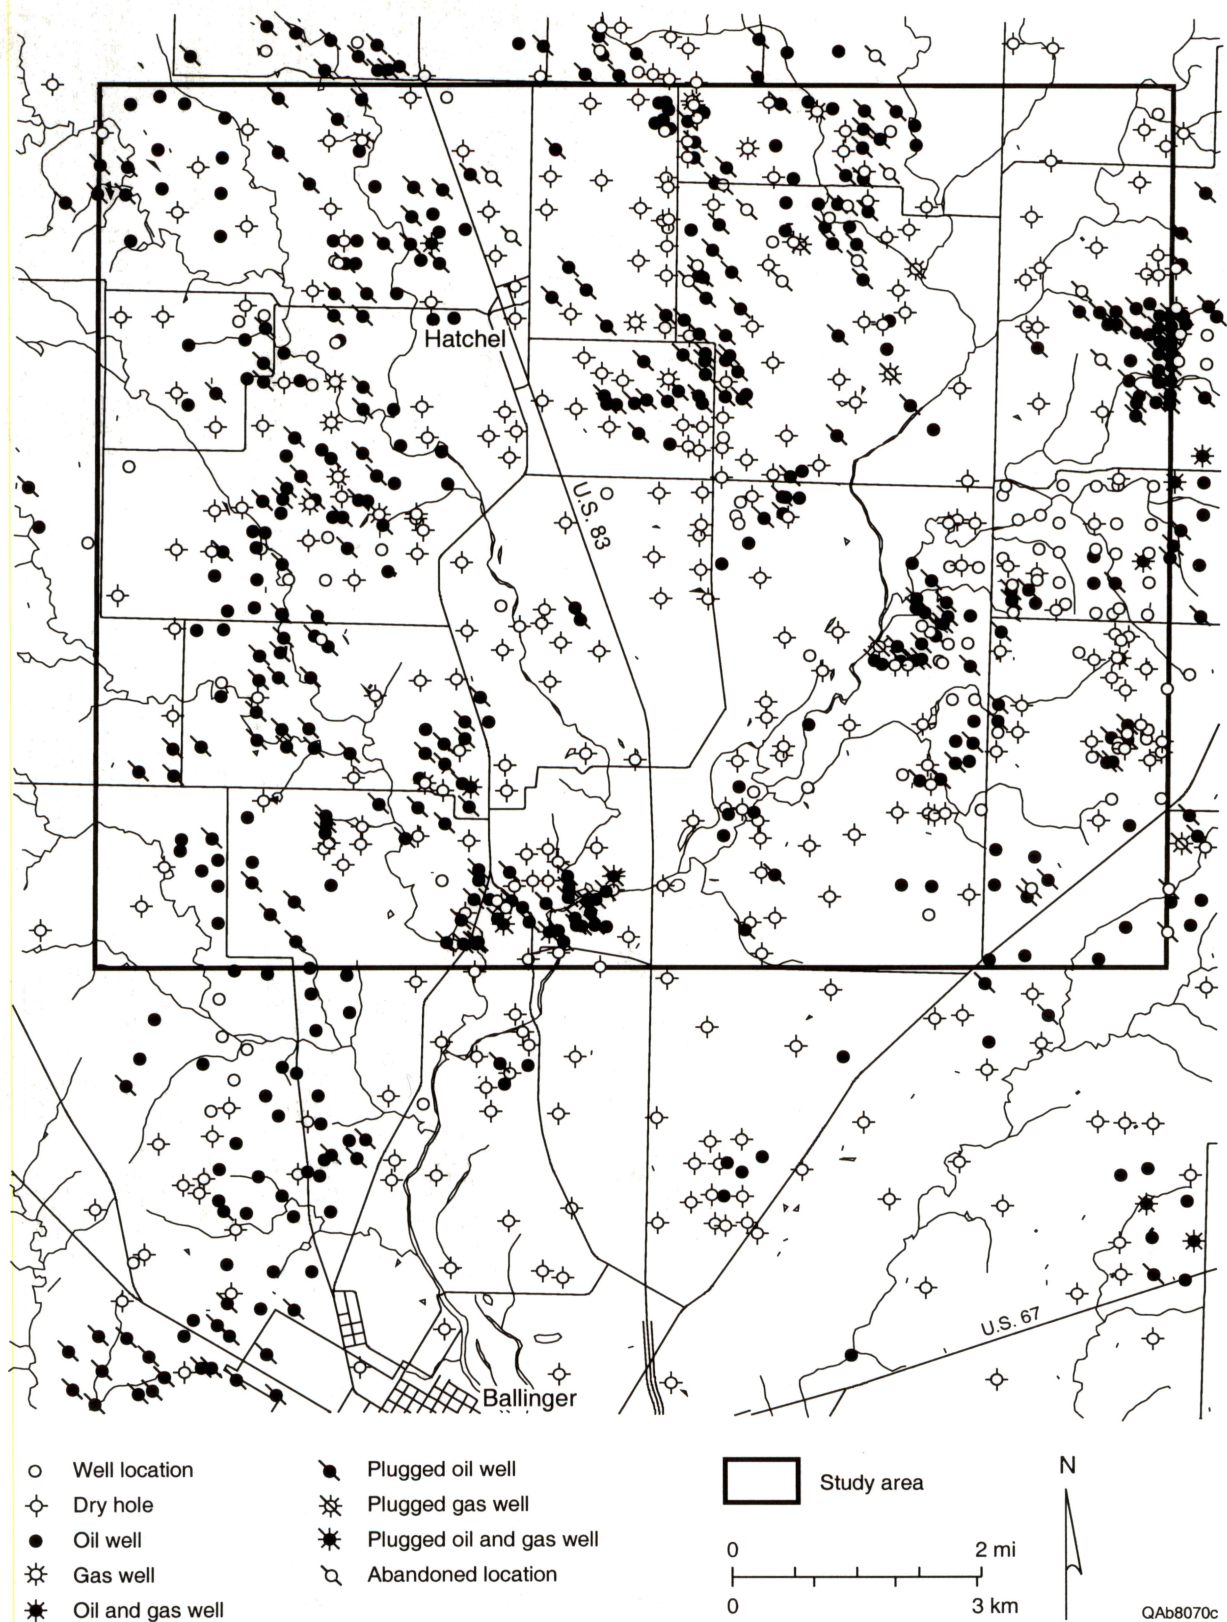 Hatchel
U.S. 83
U.S. 67
Ballinger
Well location
Dry hole
Oil well
Gas well
Oil and gas well
Plugged oil well
Plugged gas well
Plugged oil and gas well
Abandoned location
Study area
0 2 mi
0 3 km
N
QAb8070c